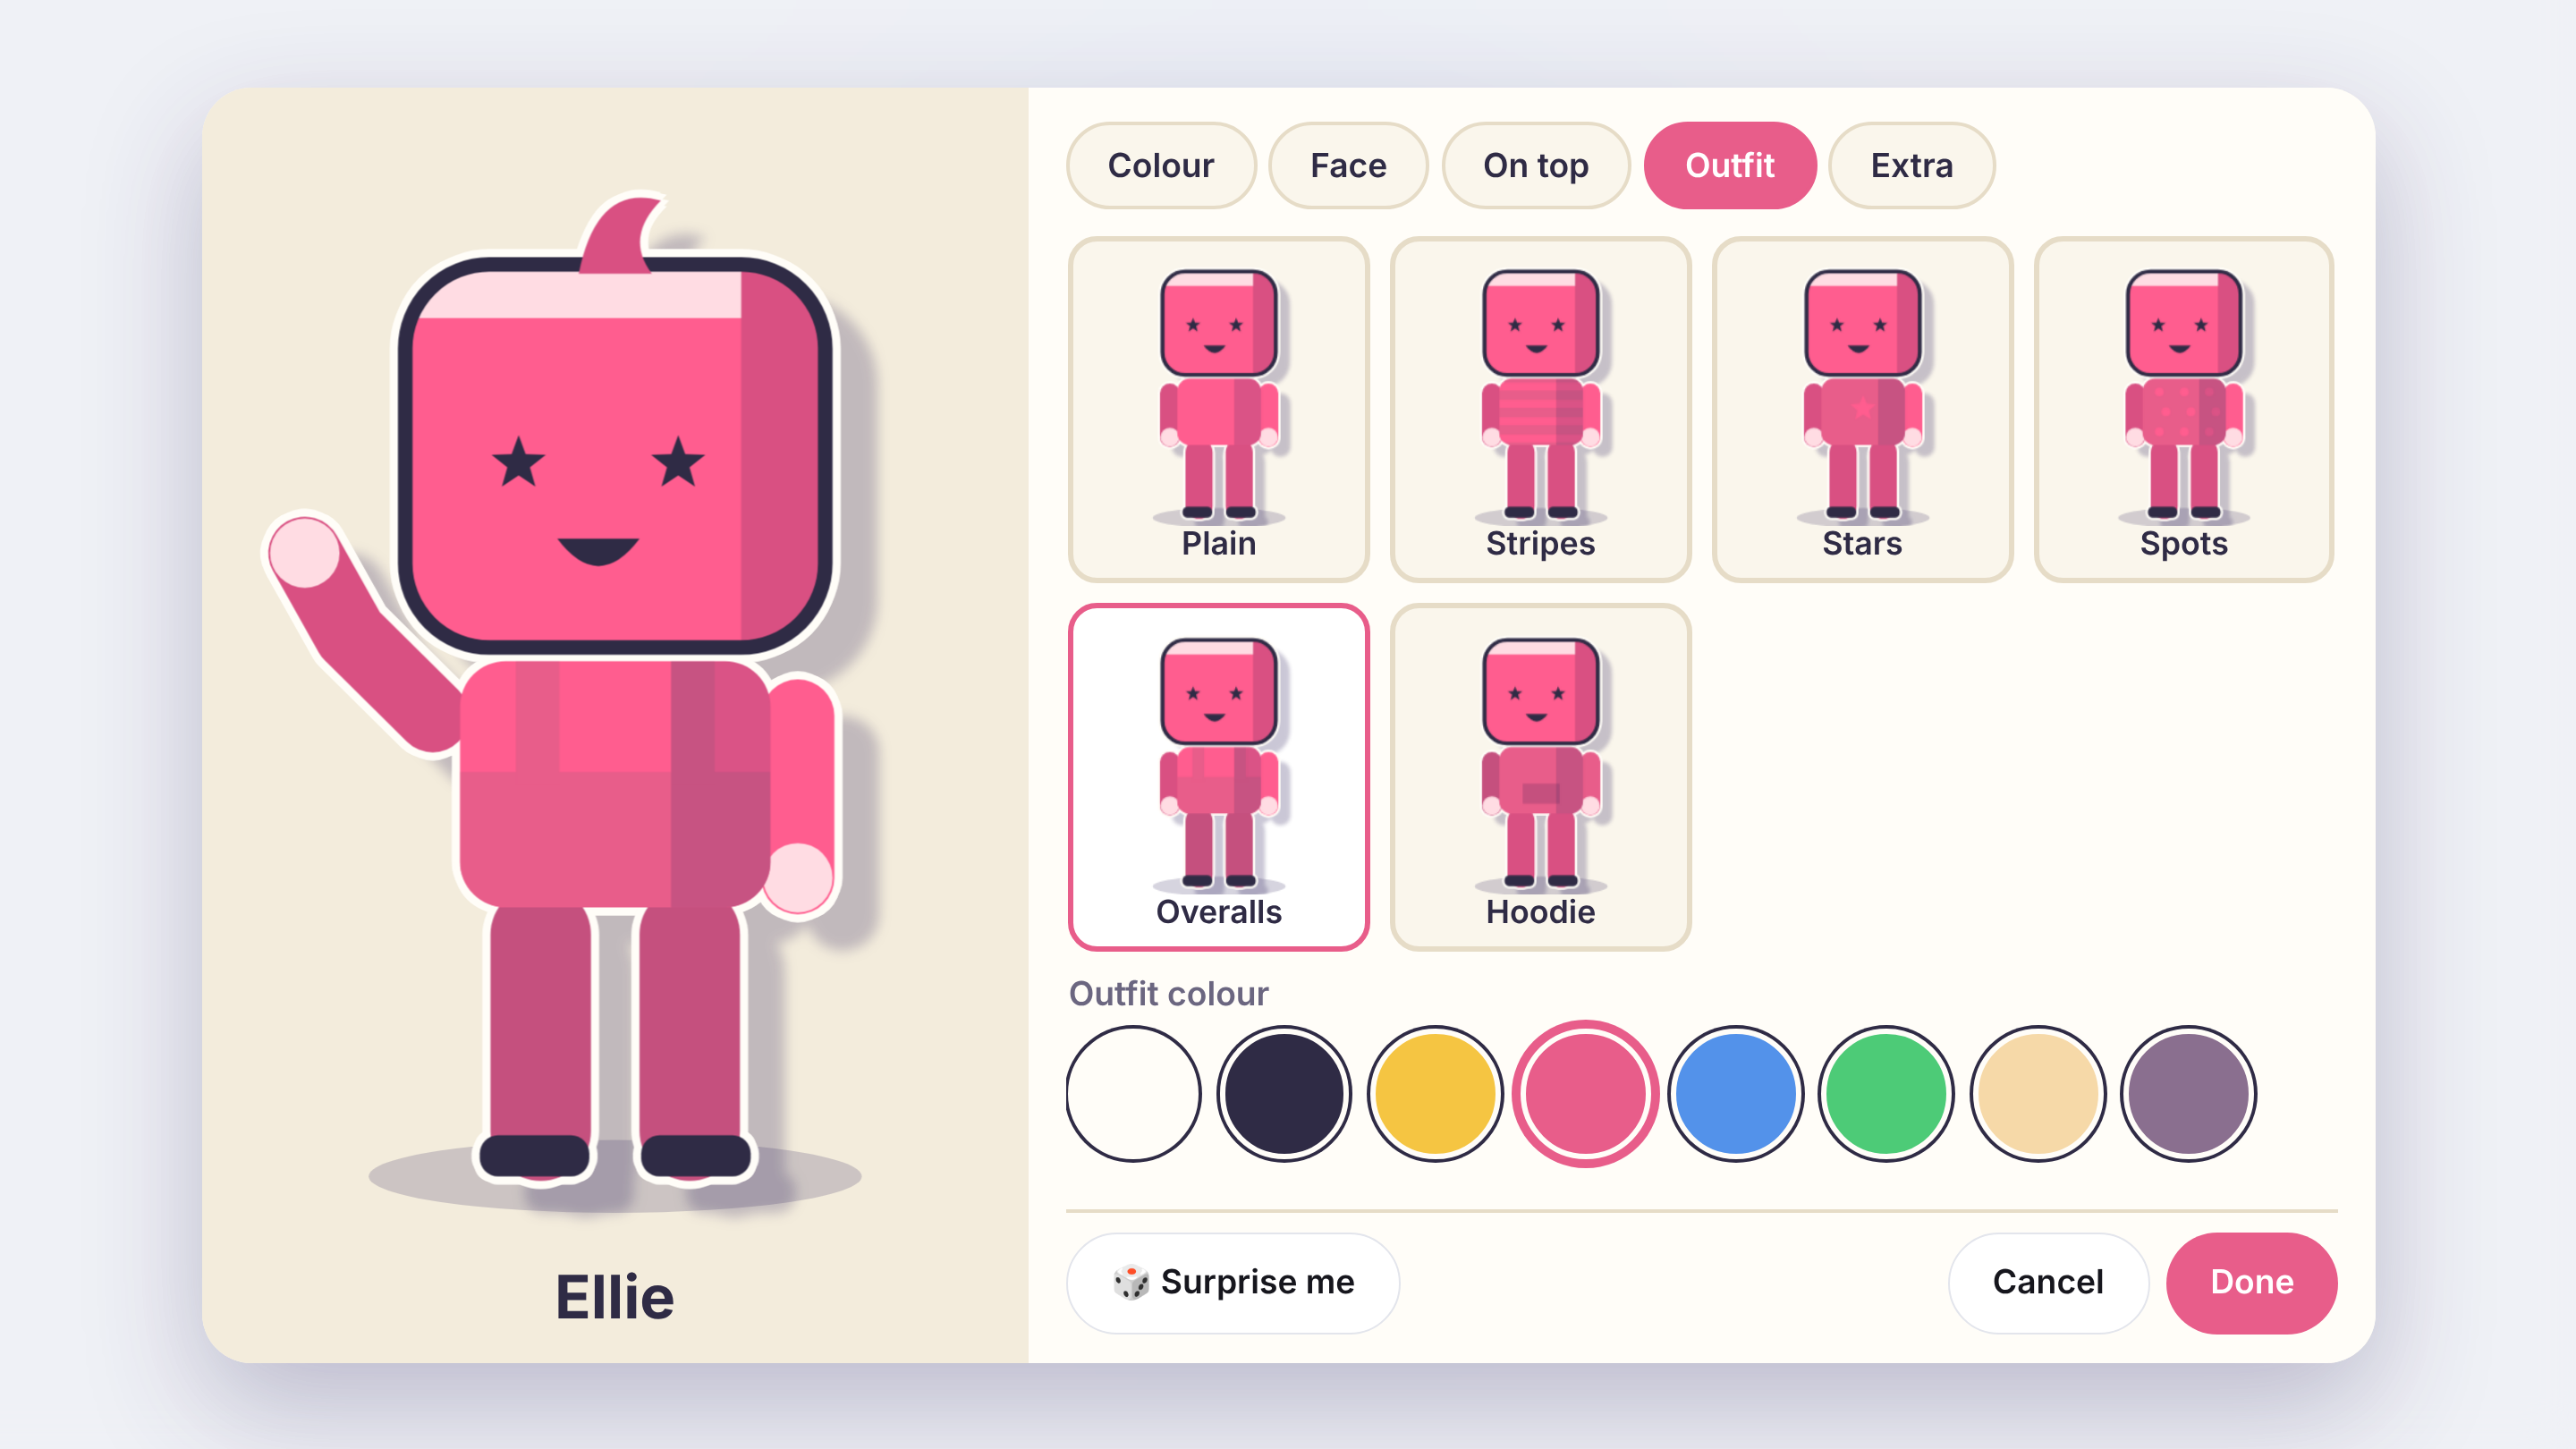 Colour
Face
On top
Outfit
Extra
Plain
Stripes
Stars
Spots
Overalls
Hoodie
Outfit colour
Surprise me
Cancel
Done
Ellie